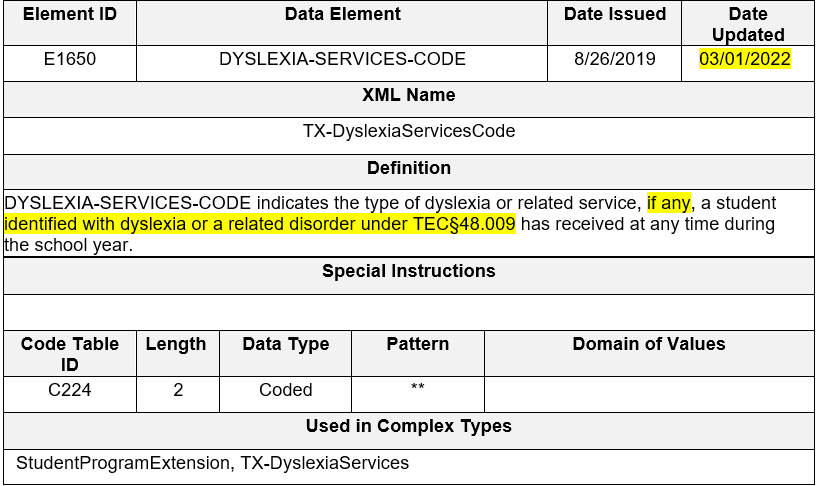 Element ID Data Element Date Issued Date
Updated
E1650 DYSLEXIA-SERVICES-CODE 8/26/2019 03/01/2022
XML Name
TX-DyslexiaServicesCode
Definition
DYSLEXIA-SERVICES-CODE indicates the type of dyslexia or related service, if any, a student
identified with dyslexia or a related disorder under TEC§48.009 has received at any time during
the school year.
Special Instructions
Code Table
ID Length Data Type Pattern Domain of Values
C224 2 Coded **
Used in Complex Types
StudentProgramExtension, TX-DyslexiaServices